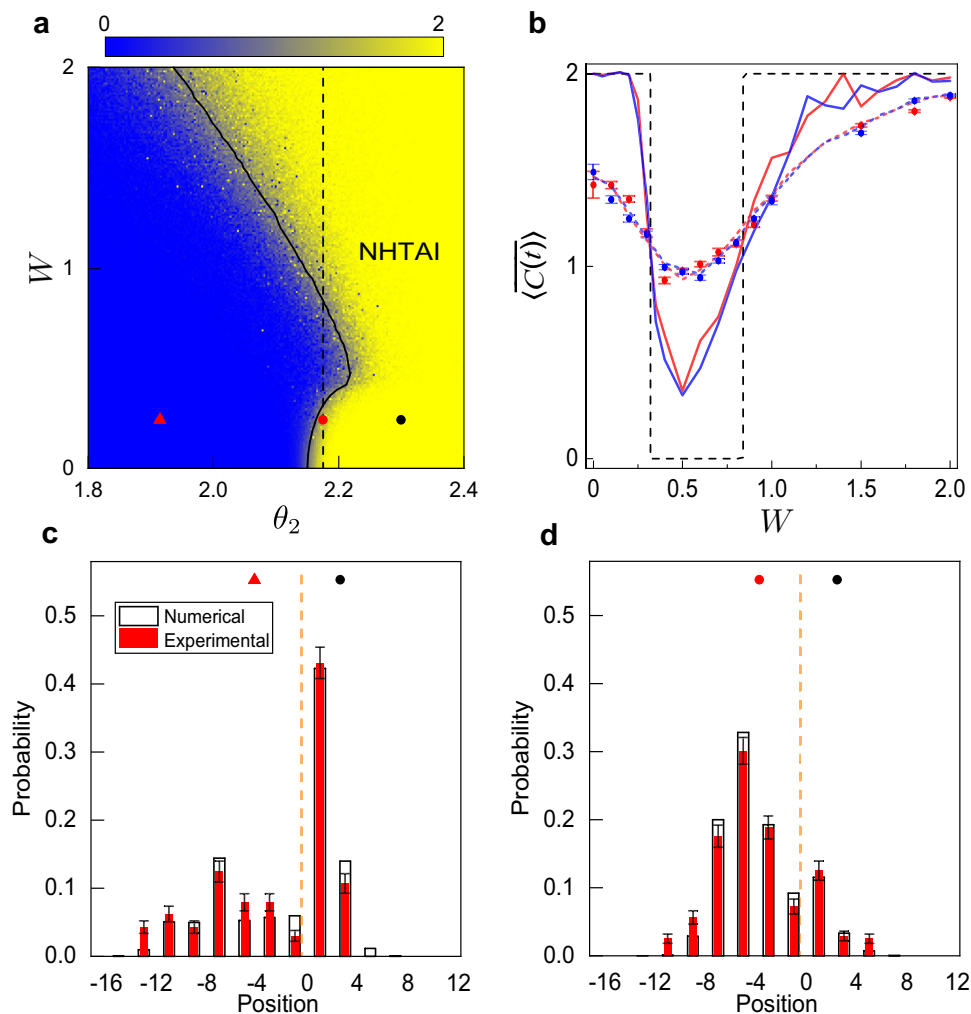 a
0 2
2
1
0
W
NHTAI
1.8 2.0 2.2 2.4
θ₂
b
2
1
0
⟨C(t)⟩
0 0.5 1.0 1.5 2.0
W
c
Numerical
Experimental
0.5
0.4
0.3
0.2
0.1
0.0
Probability
-16 -12 -8 -4 0 4 8 12
Position
d
0.5
0.4
0.3
0.2
0.1
0.0
Probability
-16 -12 -8 -4 0 4 8 12
Position